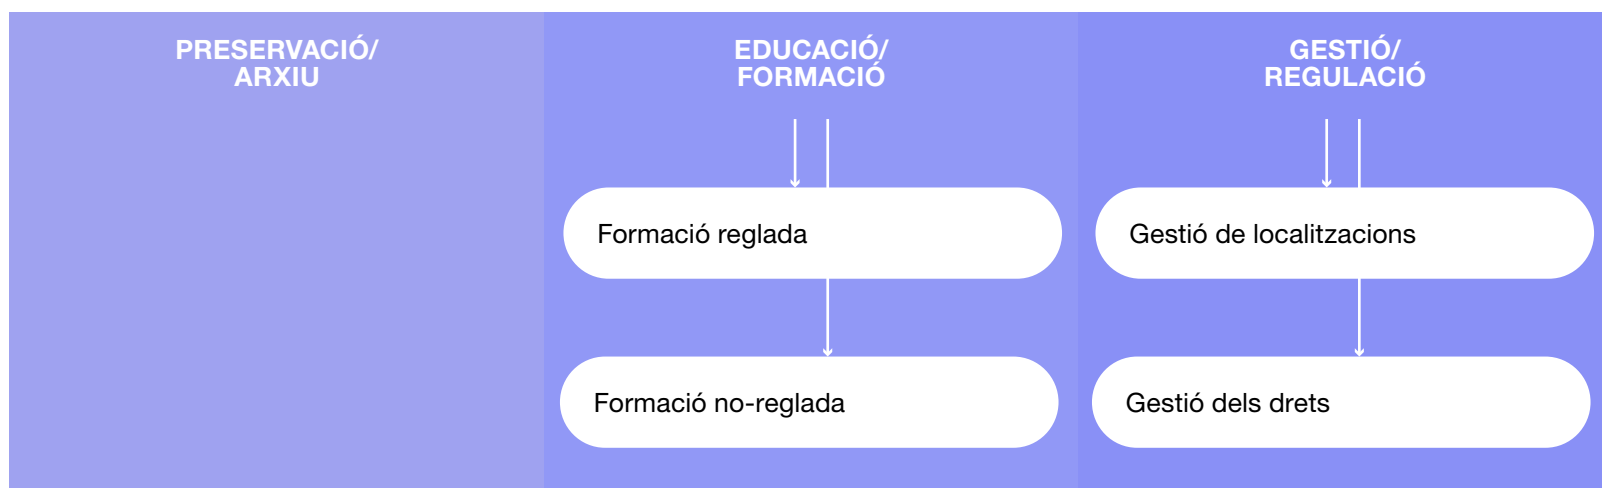 PRESERVACIÓ/
ARXIU
EDUCACIÓ/
FORMACIÓ
GESTIÓ/
REGULACIÓ
Formació reglada
Gestió de localitzacions
Formació no-reglada
Gestió dels drets